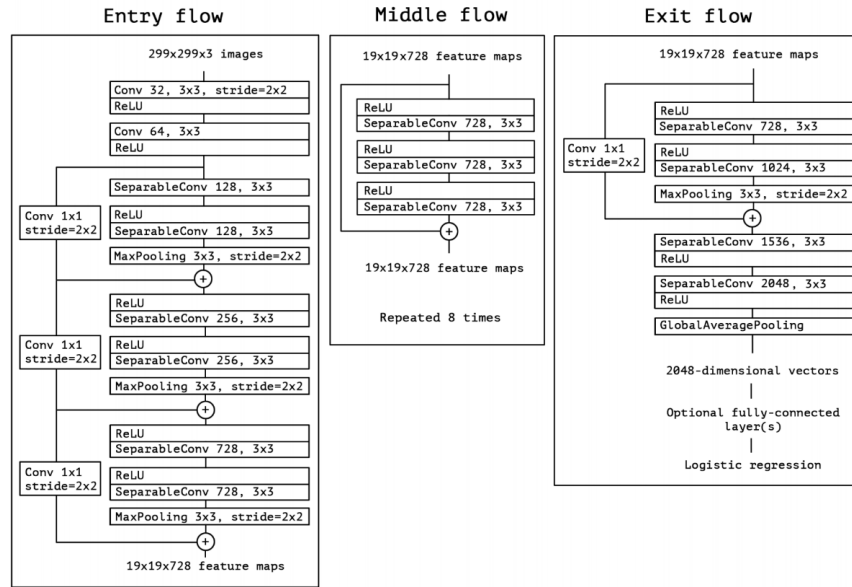 Entry flow
299x299x3 images
Conv 32, 3x3, stride=2x2
ReLU
Conv 64, 3x3
ReLU
SeparableConv 128, 3x3
Conv 1x1
stride=2x2
ReLU
SeparableConv 128, 3x3
MaxPooling 3x3, stride=2x2
+
ReLU
SeparableConv 256, 3x3
Conv 1x1
stride=2x2
ReLU
SeparableConv 256, 3x3
MaxPooling 3x3, stride=2x2
+
ReLU
SeparableConv 728, 3x3
Conv 1x1
stride=2x2
ReLU
SeparableConv 728, 3x3
MaxPooling 3x3, stride=2x2
+
19x19x728 feature maps
Middle flow
19x19x728 feature maps
ReLU
SeparableConv 728, 3x3
ReLU
SeparableConv 728, 3x3
ReLU
SeparableConv 728, 3x3
+
19x19x728 feature maps
Repeated 8 times
Exit flow
19x19x728 feature maps
ReLU
SeparableConv 728, 3x3
Conv 1x1
stride=2x2
ReLU
SeparableConv 1024, 3x3
MaxPooling 3x3, stride=2x2
+
SeparableConv 1536, 3x3
ReLU
SeparableConv 2048, 3x3
ReLU
GlobalAveragePooling
2048-dimensional vectors
Optional fully-connected
layer(s)
Logistic regression